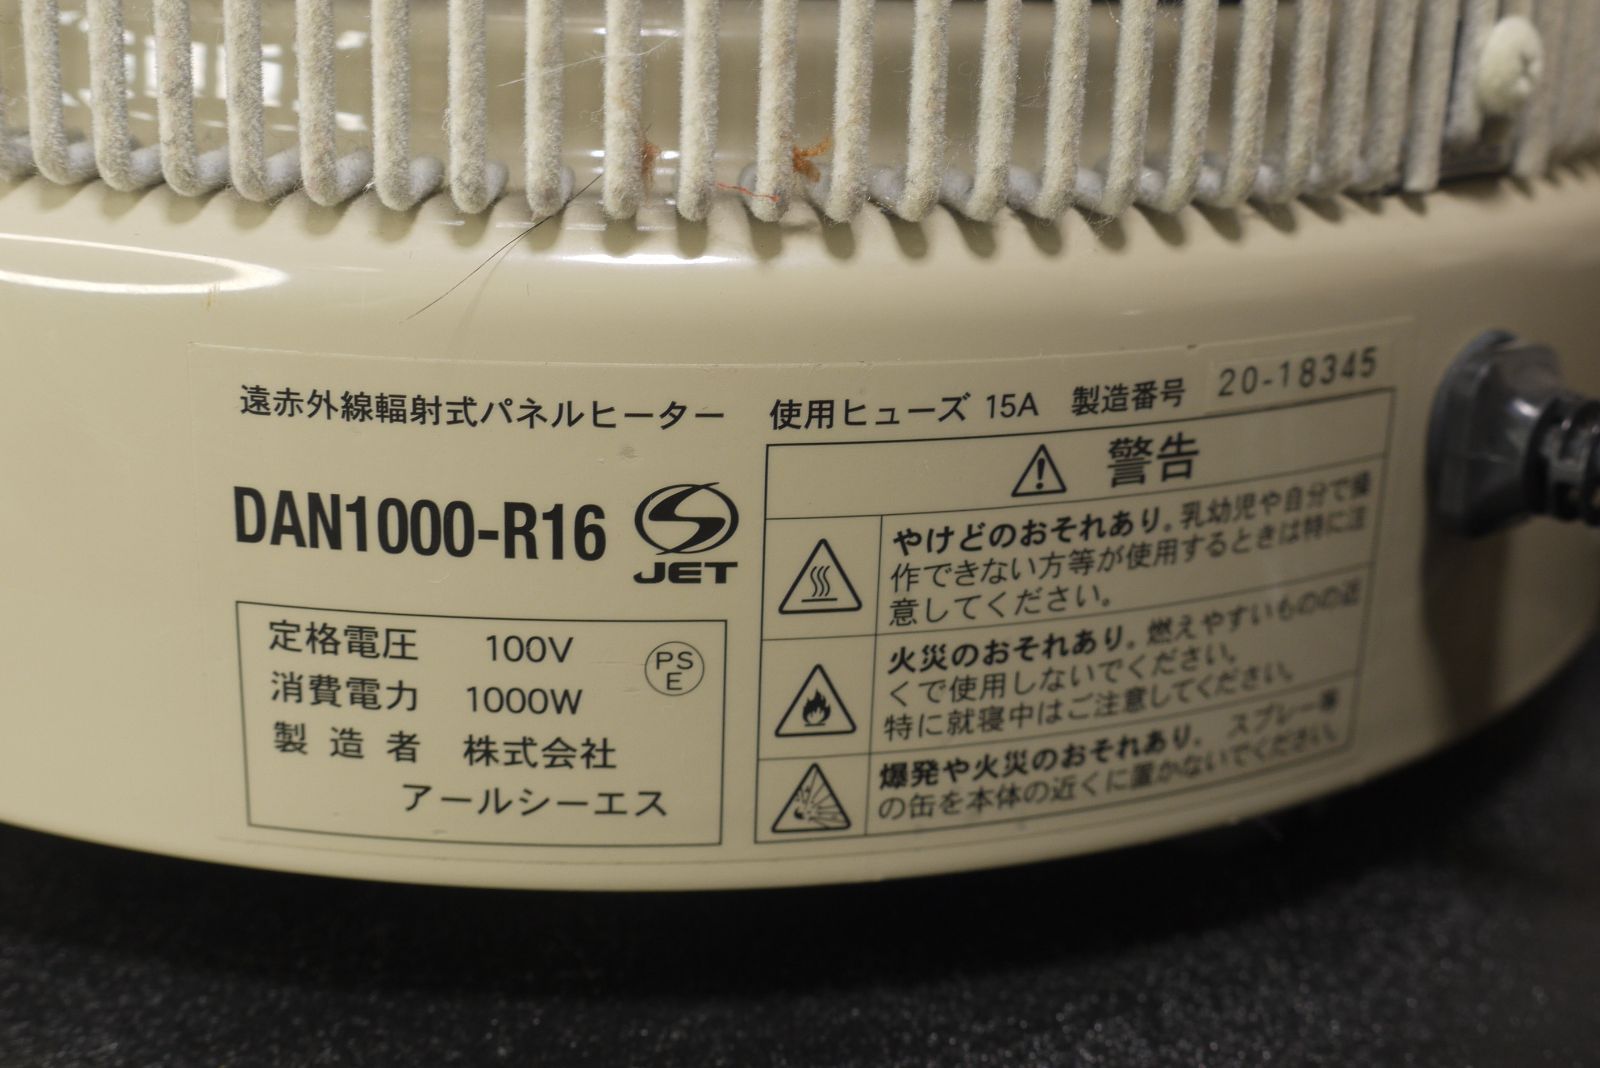 遠赤外線輻射式パネルヒーター
使用ヒューズ 15A 製造番号 20-18345
DAN1000-R16
JET
定格電圧 100V
消費電力 1000W
PS
E
製造者 株式会社
アールシーエス
警告
やけどのおそれあり。乳幼児や自分で操
作できない方等が使用するときは特に注
意してください。
火災のおそれあり。燃えやすいものの近
くで使用しないでください。
特に就寝中はご注意してください。
爆発や火災のおそれあり。 スプレー等
の缶を本体の近くに置かないでください。